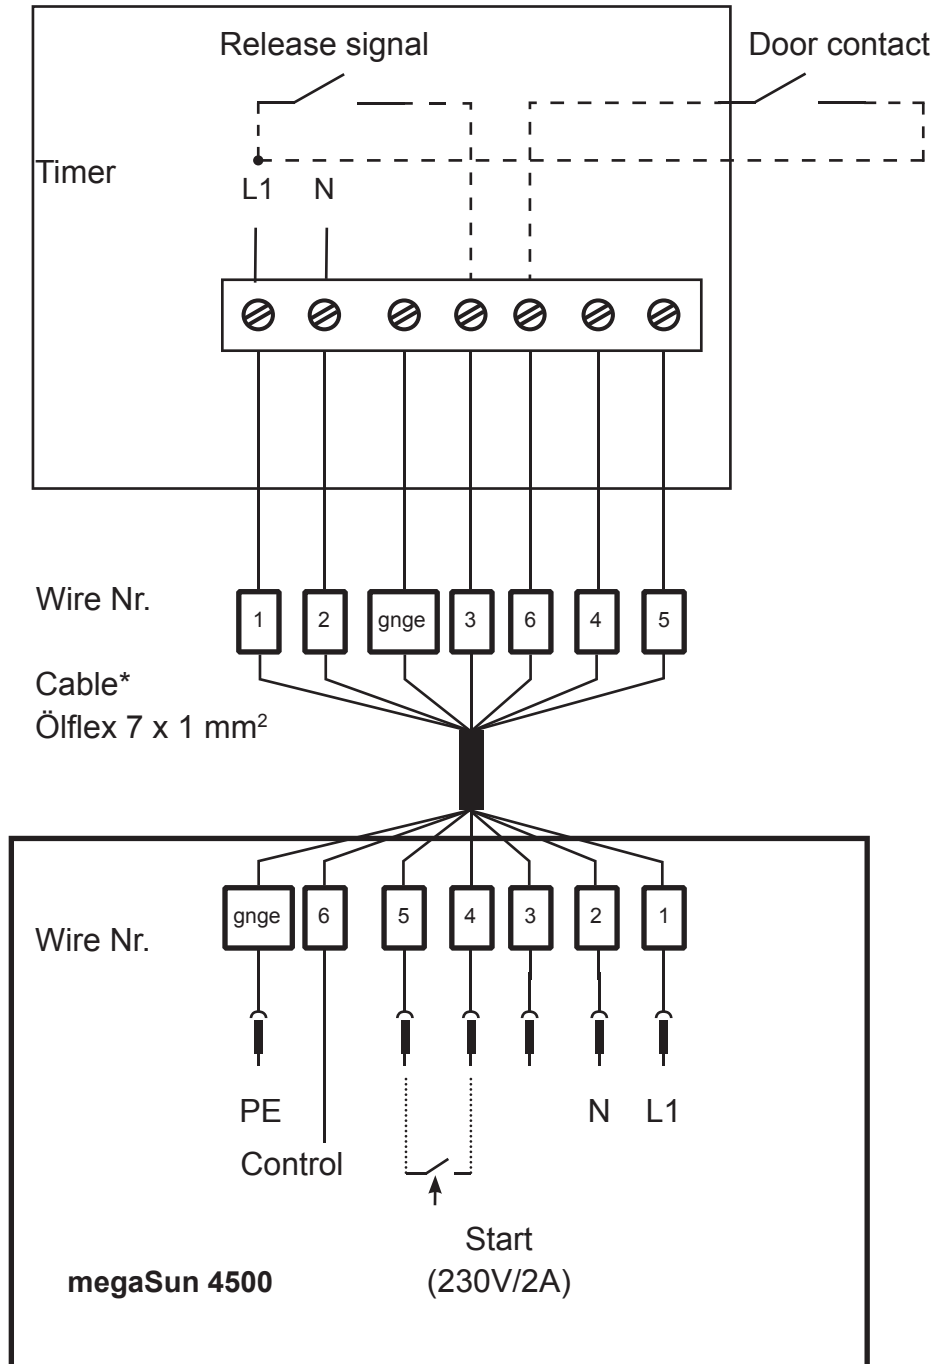 Release signal
Door contact
Timer
L1 N
Wire Nr.
1 2 gnge 3 6 4 5
Cable*
Ölflex 7 x 1 mm²
Wire Nr.
gnge 6 5 4 3 2 1
PE
N L1
Control
Start
(230V/2A)
megaSun 4500